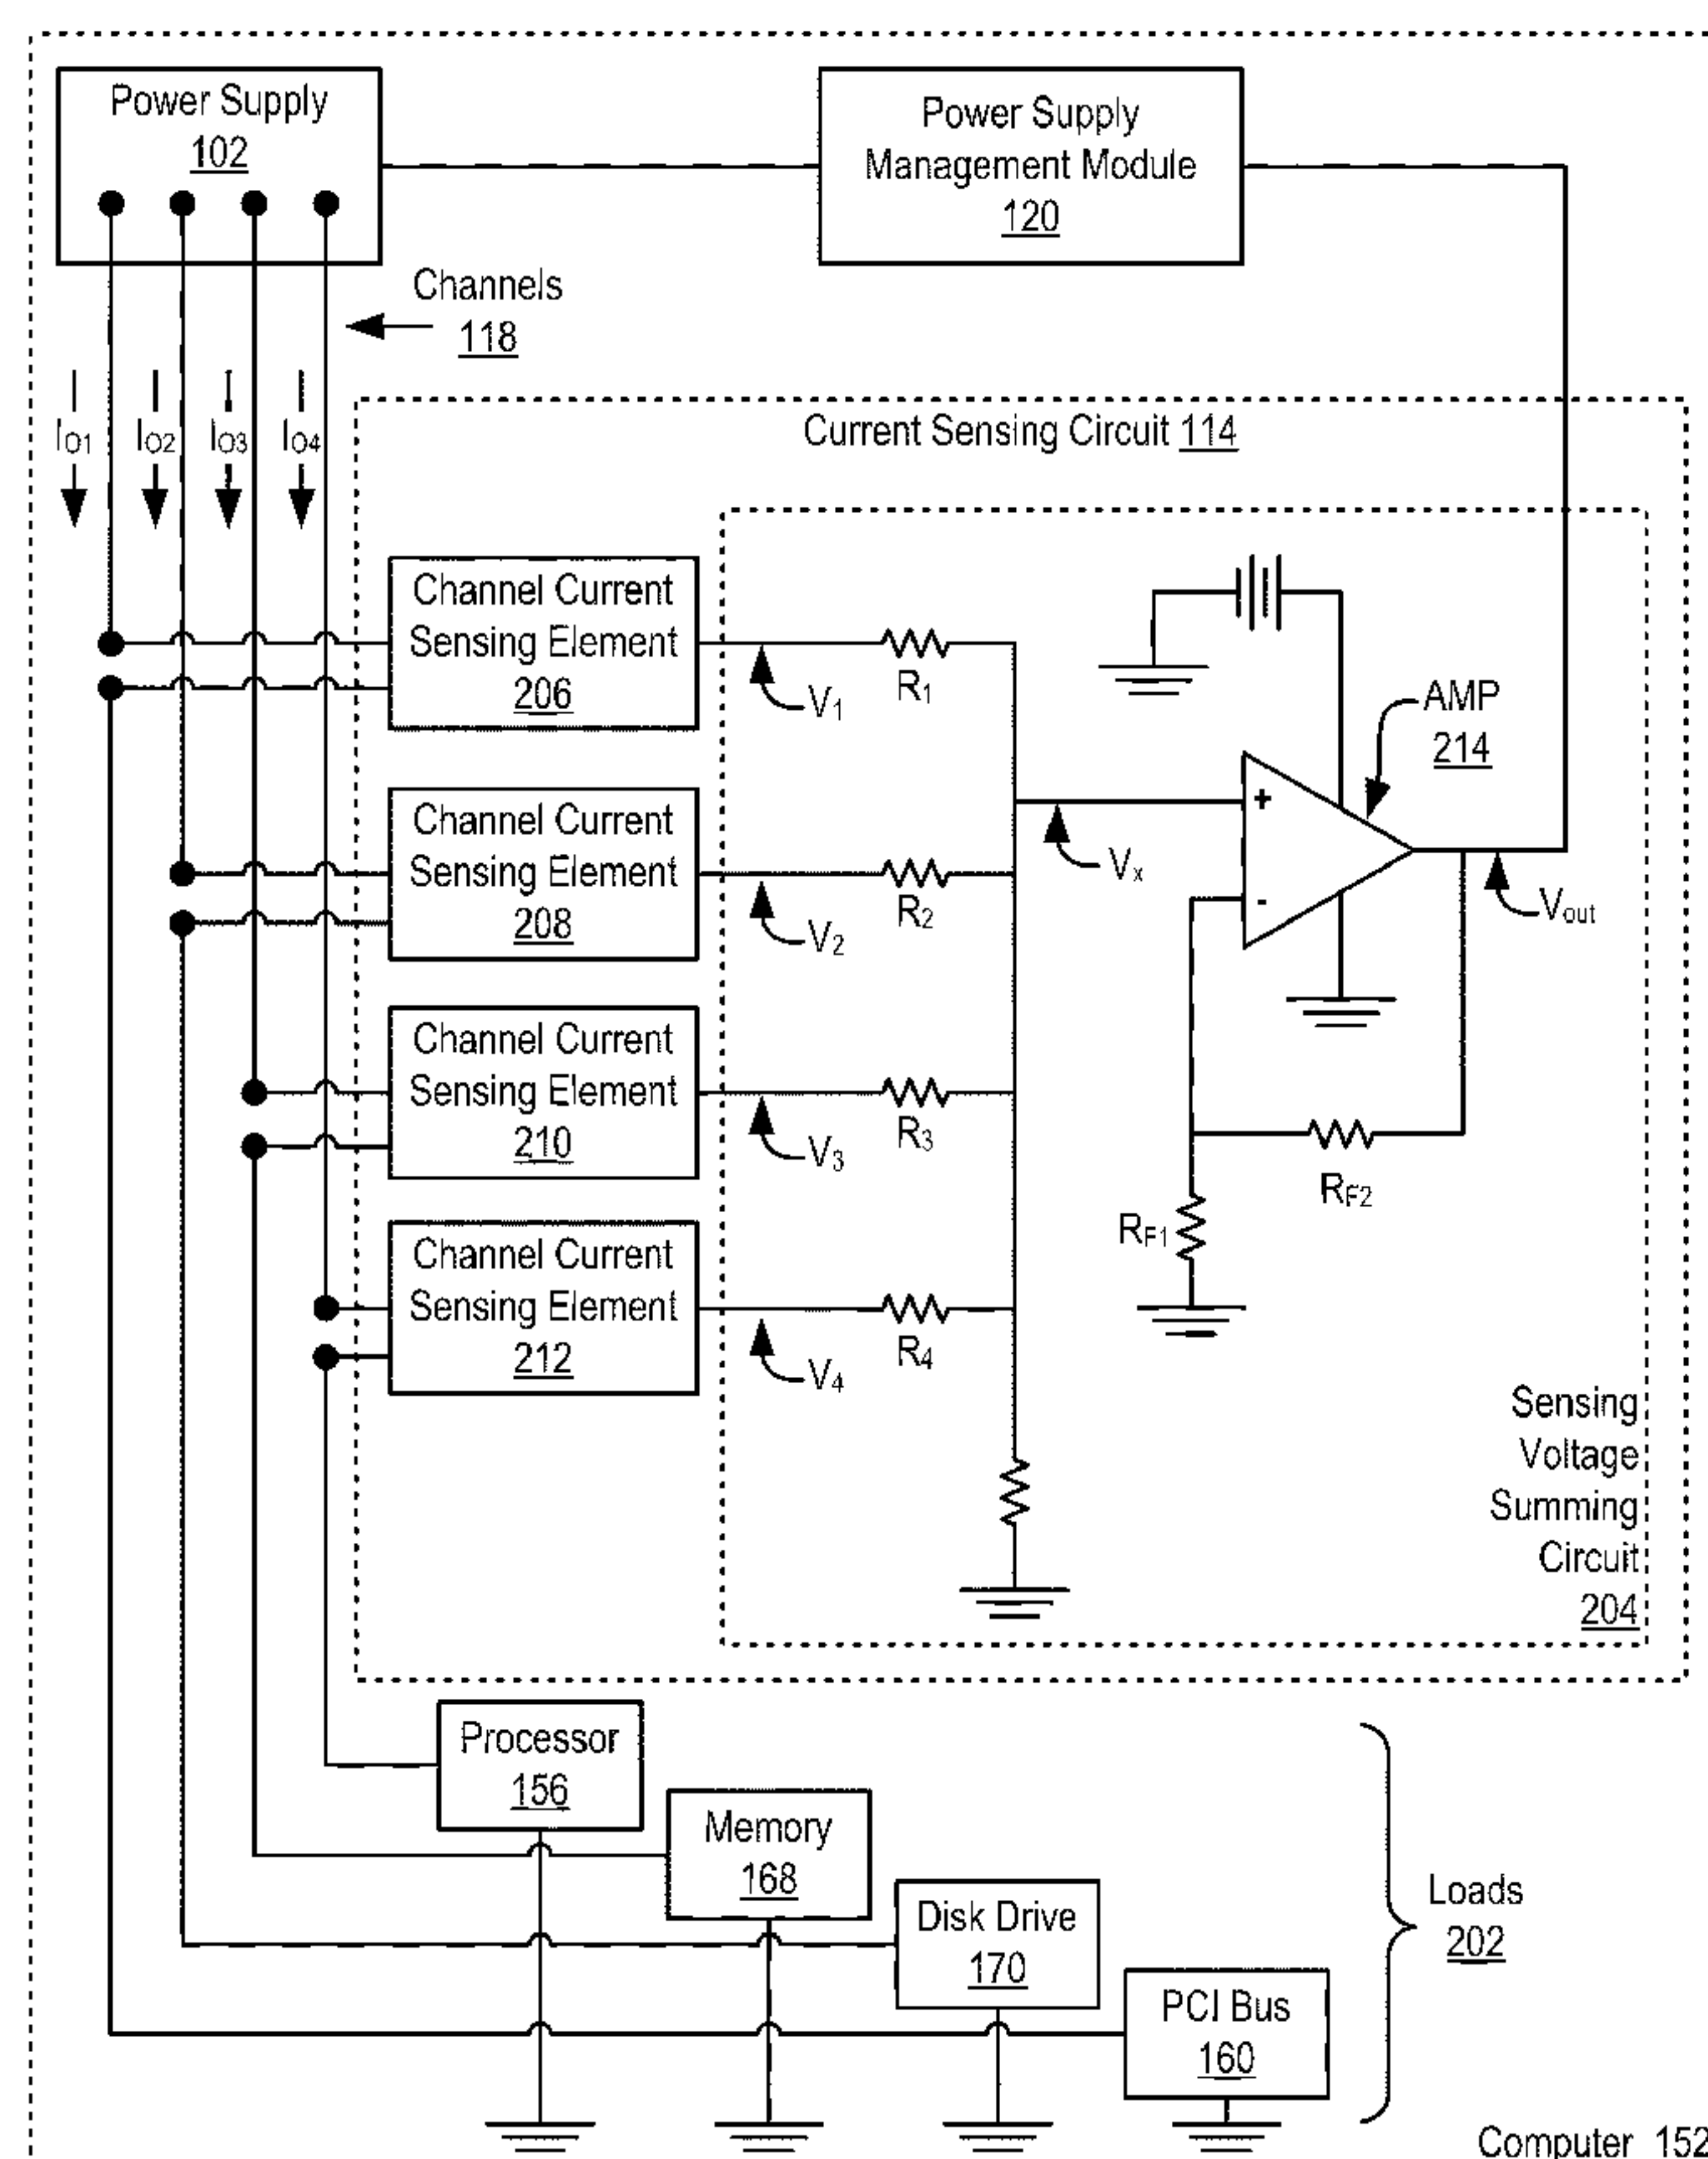 Power Supply
102
Power Supply
Management Module
120
Channels
118
IO1
IO2
IO3
IO4
Current Sensing Circuit 114
Channel Current
Sensing Element
206
V1
R1
AMP
214
+
-
Vx
Vout
Channel Current
Sensing Element
208
V2
R2
Channel Current
Sensing Element
210
V3
R3
RF2
RF1
Channel Current
Sensing Element
212
V4
R4
Sensing
Voltage
Summing
Circuit
204
Processor
156
Memory
168
Disk Drive
170
PCI Bus
160
Loads
202
Computer 152